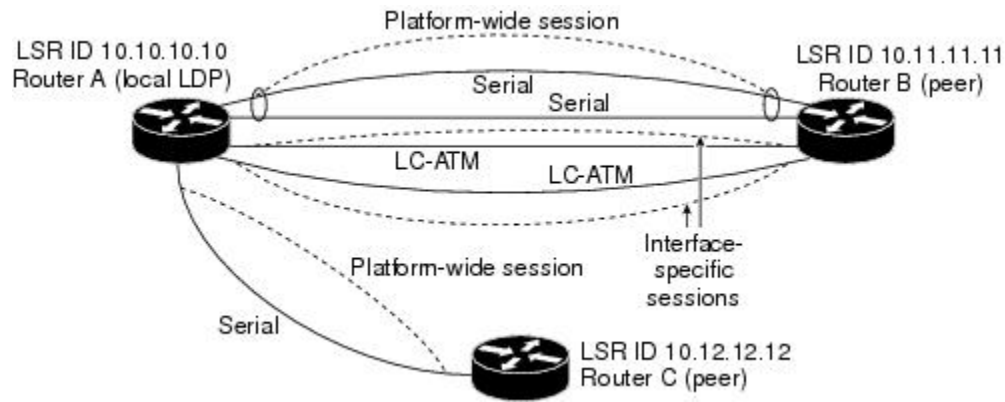 Platform-wide session
LSR ID 10.10.10.10
Router A (local LDP)
LSR ID 10.11.11.11
Router B (peer)
Serial
Serial
LC-ATM
LC-ATM
Interface-
specific
sessions
Platform-wide session
Serial
LSR ID 10.12.12.12
Router C (peer)